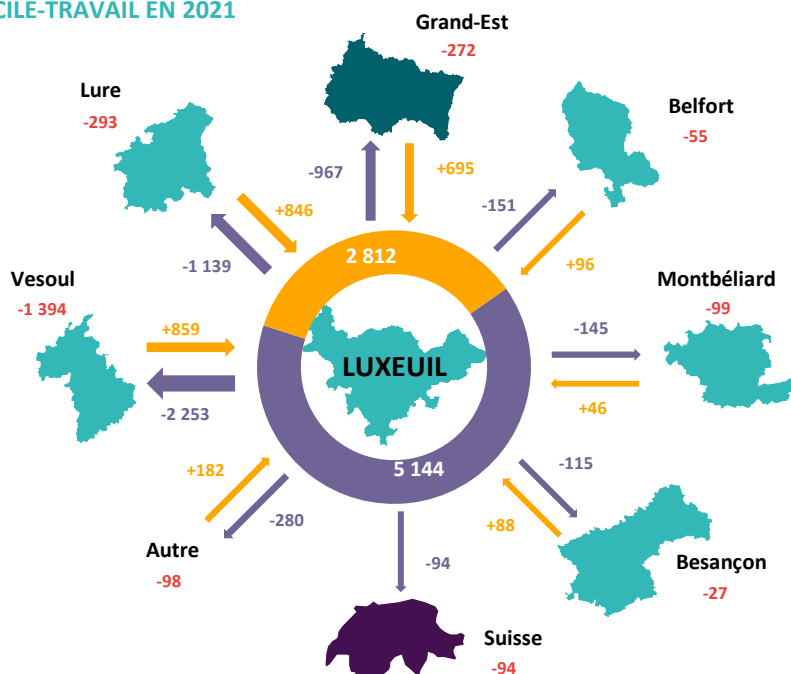 CILE-TRAVAIL EN 2021
Grand-Est
-272
Lure
-293
Belfort
-55
-967
+695
+846
-151
-1 139
2 812
+96
Vesoul
-1 394
Montbéliard
-99
+859
-145
LUXEUIL
-2 253
+46
5 144
+182
-115
-280
+88
Autre
-98
-94
Besançon
-27
Suisse
-94